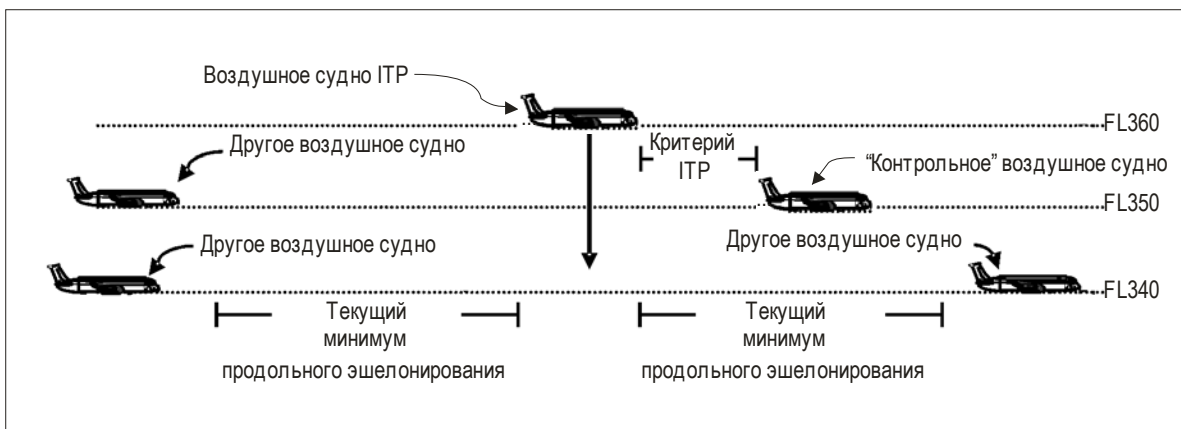 Воздушное судно ITP
FL360
Другое воздушное судно
Критерий
ITP
“Контрольное” воздушное судно
FL350
Другое воздушное судно
Другое воздушное судно
FL340
Текущий
минимум
продольного эшелонирования
Текущий
минимум
продольного эшелонирования